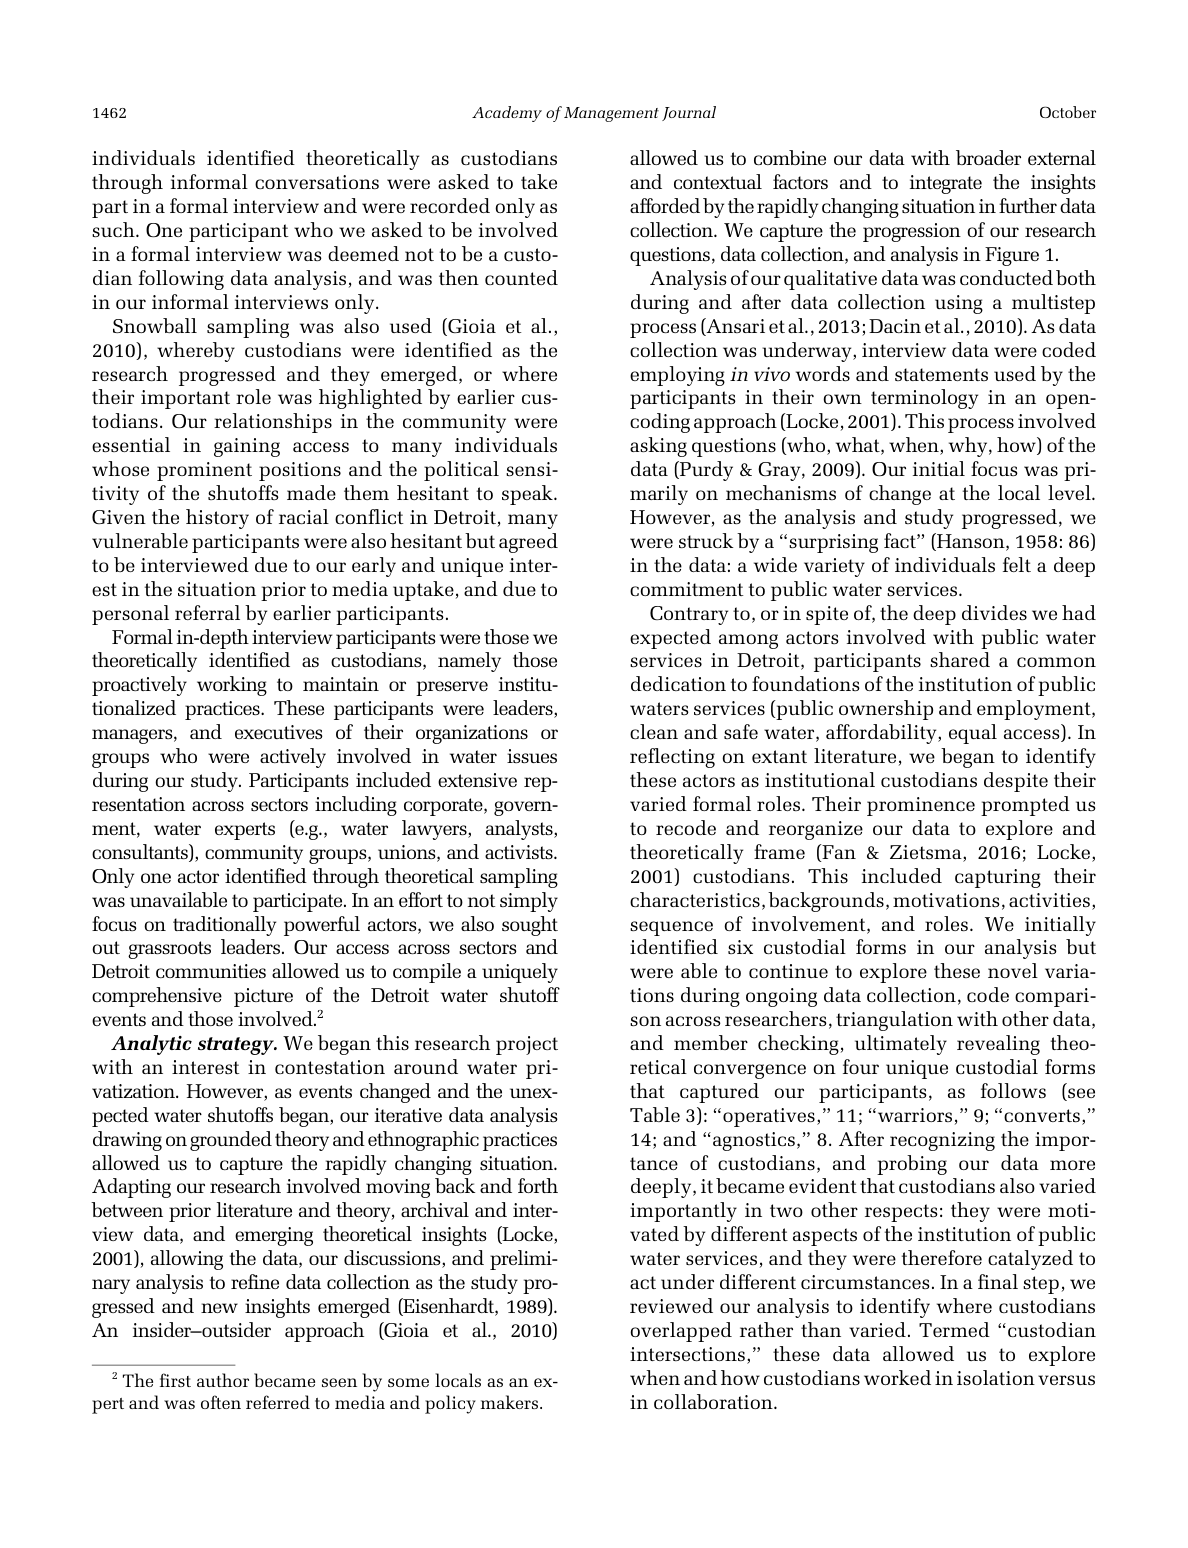 1462
Academy of Management Journal
October
individuals identified theoretically as custodians
through informal conversations were asked to take
part in a formal interview and were recorded only as
such. One participant who we asked to be involved
in a formal interview was deemed not to be a custo-
dian following data analysis, and was then counted
in our informal interviews only.
Snowball sampling was also used (Gioia et al.,
2010), whereby custodians were identified as the
research progressed and they emerged, or where
their important role was highlighted by earlier cus-
todians. Our relationships in the community were
essential in gaining access to many individuals
whose prominent positions and the political sensi-
tivity of the shutoffs made them hesitant to speak.
Given the history of racial conflict in Detroit, many
vulnerable participants were also hesitant but agreed
to be interviewed due to our early and unique inter-
est in the situation prior to media uptake, and due to
personal referral by earlier participants.
Formal in-depth interview participants were those we
theoretically identified as custodians, namely those
proactively working to maintain or preserve institu-
tionalized practices. These participants were leaders,
managers, and executives of their organizations or
groups who were actively involved in water issues
during our study. Participants included extensive rep-
resentation across sectors including corporate, govern-
ment, water experts (e.g., water lawyers, analysts,
consultants), community groups, unions, and activists.
Only one actor identified through theoretical sampling
was unavailable to participate. In an effort to not simply
focus on traditionally powerful actors, we also sought
out grassroots leaders. Our access across sectors and
Detroit communities allowed us to compile a uniquely
comprehensive picture of the Detroit water shutoff
events and those involved.2
Analytic strategy. We began this research project
with an interest in contestation around water pri-
vatization. However, as events changed and the unex-
pected water shutoffs began, our iterative data analysis
drawing on grounded theory and ethnographic practices
allowed us to capture the rapidly changing situation.
Adapting our research involved moving back and forth
between prior literature and theory, archival and inter-
view data, and emerging theoretical insights (Locke,
2001), allowing the data, our discussions, and prelimi-
nary analysis to refine data collection as the study pro-
gressed and new insights emerged (Eisenhardt, 1989).
An insider–outsider approach (Gioia et al., 2010)
2 The first author became seen by some locals as an ex-
pert and was often referred to media and policy makers.
allowed us to combine our data with broader external
and contextual factors and to integrate the insights
afforded by the rapidly changing situation in further data
collection. We capture the progression of our research
questions, data collection, and analysis in Figure 1.
Analysis of our qualitative data was conducted both
during and after data collection using a multistep
process (Ansari et al., 2013; Dacin et al., 2010). As data
collection was underway, interview data were coded
employing in vivo words and statements used by the
participants in their own terminology in an open-
coding approach (Locke, 2001). This process involved
asking questions (who, what, when, why, how) of the
data (Purdy & Gray, 2009). Our initial focus was pri-
marily on mechanisms of change at the local level.
However, as the analysis and study progressed, we
were struck by a “surprising fact” (Hanson, 1958: 86)
in the data: a wide variety of individuals felt a deep
commitment to public water services.
Contrary to, or in spite of, the deep divides we had
expected among actors involved with public water
services in Detroit, participants shared a common
dedication to foundations of the institution of public
waters services (public ownership and employment,
clean and safe water, affordability, equal access). In
reflecting on extant literature, we began to identify
these actors as institutional custodians despite their
varied formal roles. Their prominence prompted us
to recode and reorganize our data to explore and
theoretically frame (Fan & Zietsma, 2016; Locke,
2001) custodians. This included capturing their
characteristics, backgrounds, motivations, activities,
sequence of involvement, and roles. We initially
identified six custodial forms in our analysis but
were able to continue to explore these novel varia-
tions during ongoing data collection, code compari-
son across researchers, triangulation with other data,
and member checking, ultimately revealing theo-
retical convergence on four unique custodial forms
that captured our participants, as follows (see
Table 3): “operatives,” 11; “warriors,” 9; “converts,”
14; and “agnostics,” 8. After recognizing the impor-
tance of custodians, and probing our data more
deeply, it became evident that custodians also varied
importantly in two other respects: they were moti-
vated by different aspects of the institution of public
water services, and they were therefore catalyzed to
act under different circumstances. In a final step, we
reviewed our analysis to identify where custodians
overlapped rather than varied. Termed “custodian
intersections,” these data allowed us to explore
when and how custodians worked in isolation versus
in collaboration.